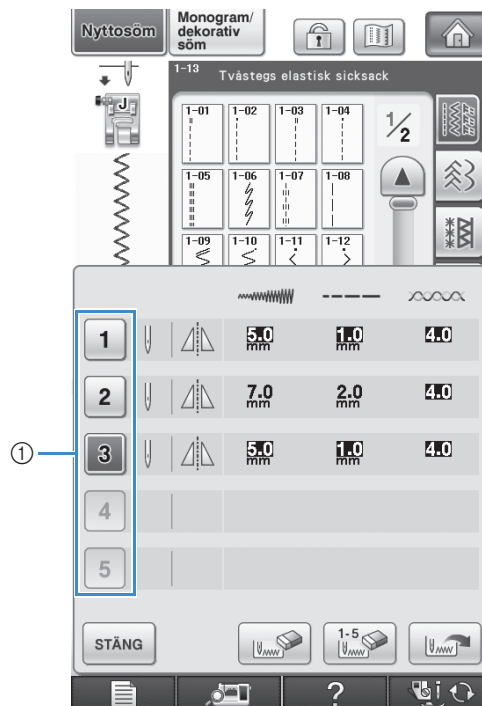 Nyttosöm
Monogram/
dekorativ
söm
1-13 Tvåstegs elastisk sicksack
J
1-01 1-02 1-03 1-04
1/2
1-05 1-06 1-07 1-08
1-09 1-10 1-11 1-12
1 5.0 mm 1.0 mm 4.0
2 7.0 mm 2.0 mm 4.0
① 3 5.0 mm 1.0 mm 4.0
4
5
STÄNG 1-5
?